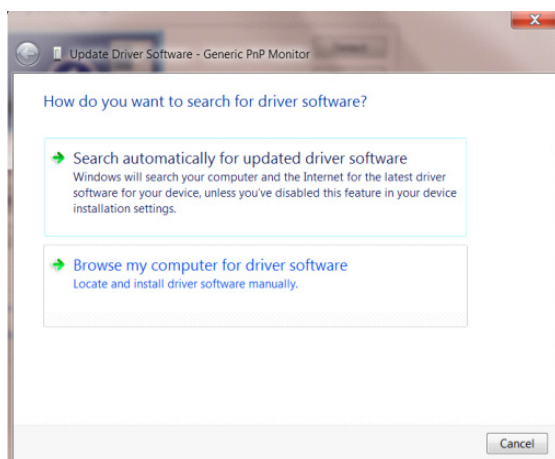 Update Driver Software - Generic PnP Monitor
How do you want to search for driver software?
Search automatically for updated driver software
Windows will search your computer and the Internet for the latest driver
software for your device, unless you've disabled this feature in your device
installation settings.
Browse my computer for driver software
Locate and install driver software manually.
Cancel